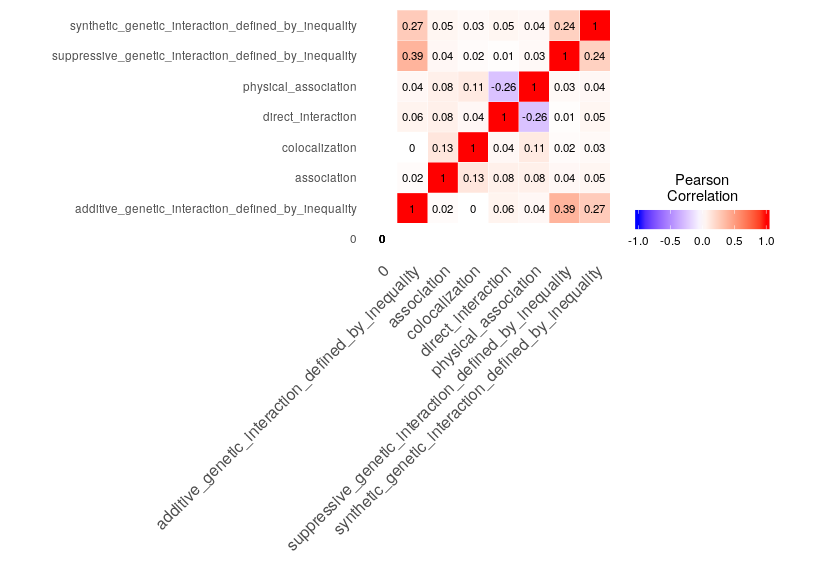 synthetic_genetic_interaction_defined_by_inequality 0.27 0.05 0.03 0.05 0.04 0.24 1
suppressive_genetic_interaction_defined_by_inequality 0.39 0.04 0.02 0.01 0.03 1 0.24
physical_association 0.04 0.08 0.11 -0.26 1 0.03 0.04
direct_interaction 0.06 0.08 0.04 1 -0.26 0.01 0.05
colocalization 0 0.13 1 0.04 0.11 0.02 0.03
association 0.02 1 0.13 0.08 0.08 0.04 0.05
additive_genetic_interaction_defined_by_inequality 1 0.02 0 0.06 0.04 0.39 0.27
0 0
0
additive_genetic_interaction_defined_by_inequality
association
colocalization
direct_interaction
physical_association
suppressive_genetic_interaction_defined_by_inequality
synthetic_genetic_interaction_defined_by_inequality
Pearson
Correlation
-1.0 -0.5 0.0 0.5 1.0